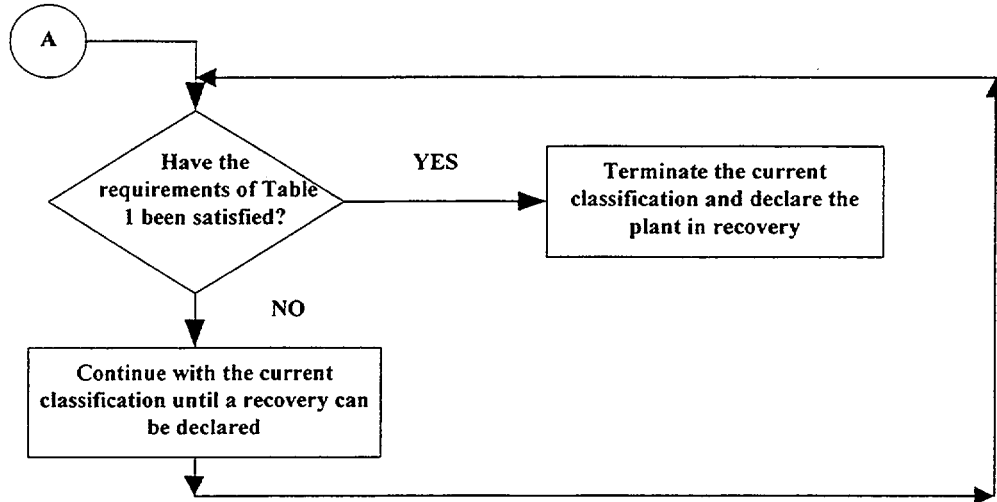 A
Have the
requirements of Table
1 been satisfied?
YES
Terminate the current
classification and declare the
plant in recovery
NO
Continue with the current
classification until a recovery can
be declared